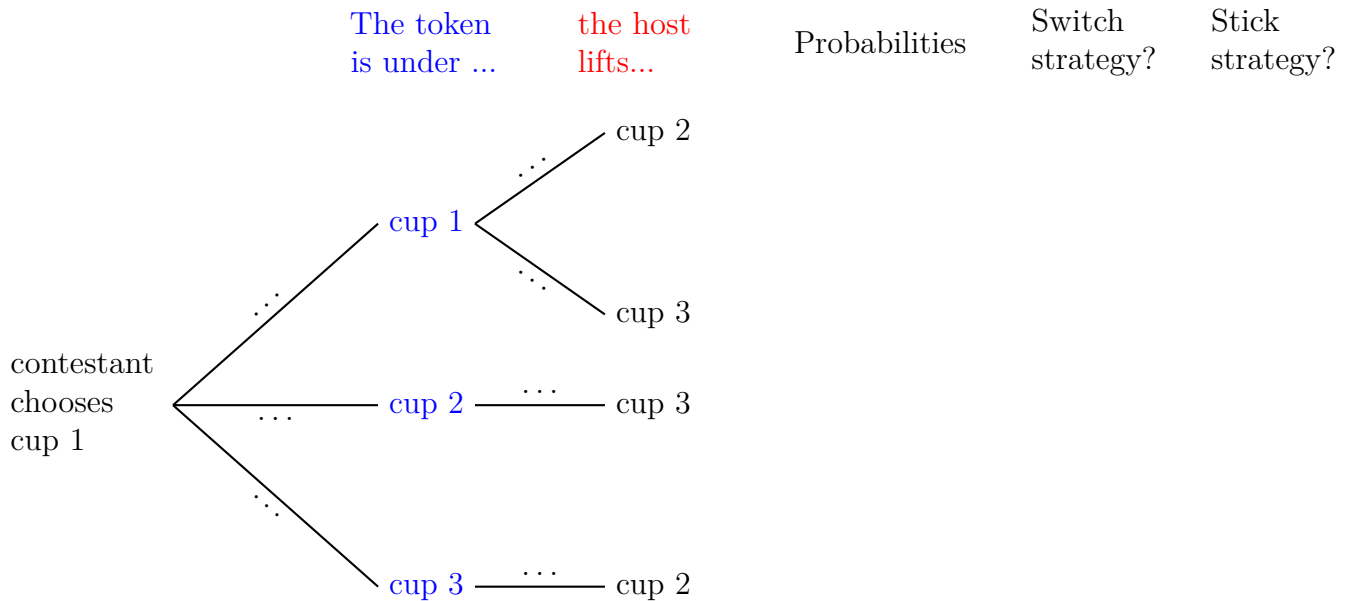 The token
is under ...
the host
lifts...
Probabilities
Switch
strategy?
Stick
strategy?
cup 2
...
cup 1
...
cup 3
...
contestant
chooses
cup 1
...
cup 2
...
cup 3
...
cup 3
...
cup 2